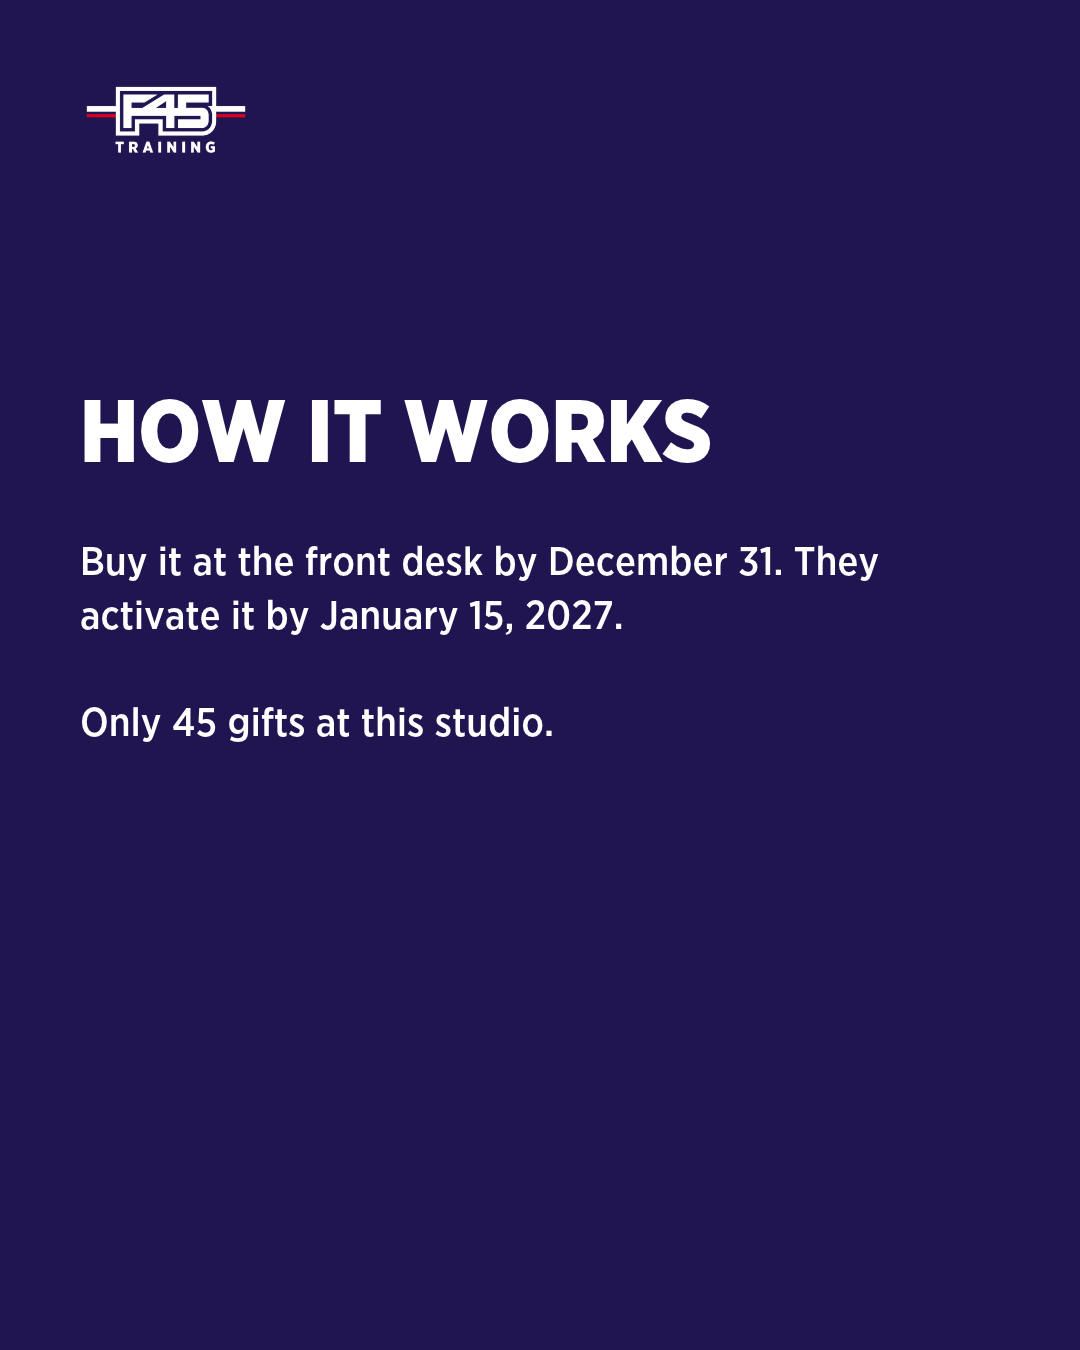 F45
TRAINING
HOW IT WORKS
Buy it at the front desk by December 31. They
activate it by January 15, 2027.
Only 45 gifts at this studio.